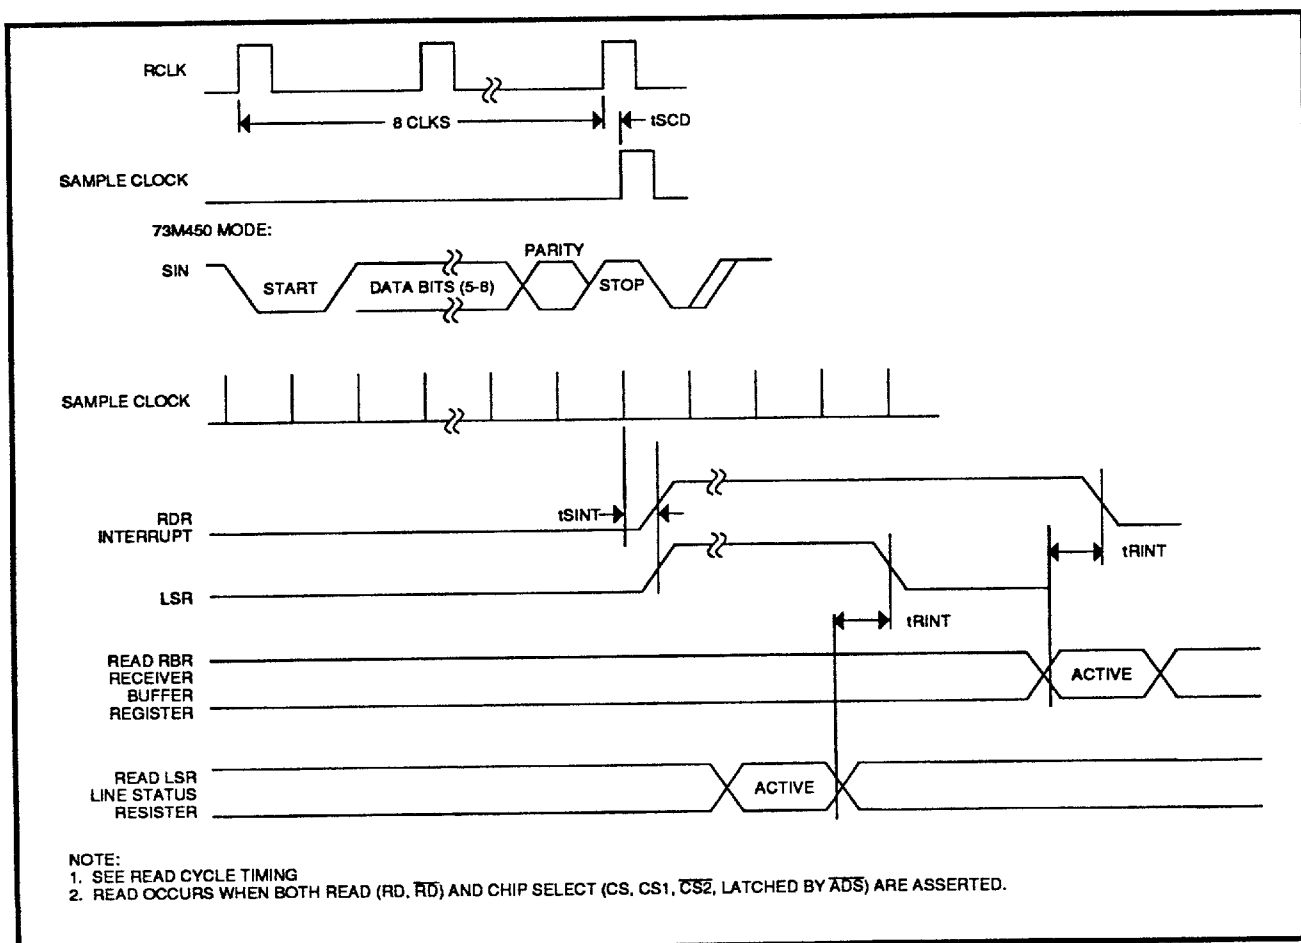 RCLK
8 CLKS
tSCD
SAMPLE CLOCK
73M450 MODE:
SIN
START
DATA BITS (5-8)
PARITY
STOP
SAMPLE CLOCK
RDR
INTERRUPT
tSINT
tRINT
LSR
tRINT
READ RBR
RECEIVER
BUFFER
REGISTER
ACTIVE
READ LSR
LINE STATUS
RESISTER
ACTIVE
NOTE:
1. SEE READ CYCLE TIMING
2. READ OCCURS WHEN BOTH READ (RD, R̅D̅) AND CHIP SELECT (CS, CS1, C̅S̅2̅, LATCHED BY A̅D̅S̅) ARE ASSERTED.